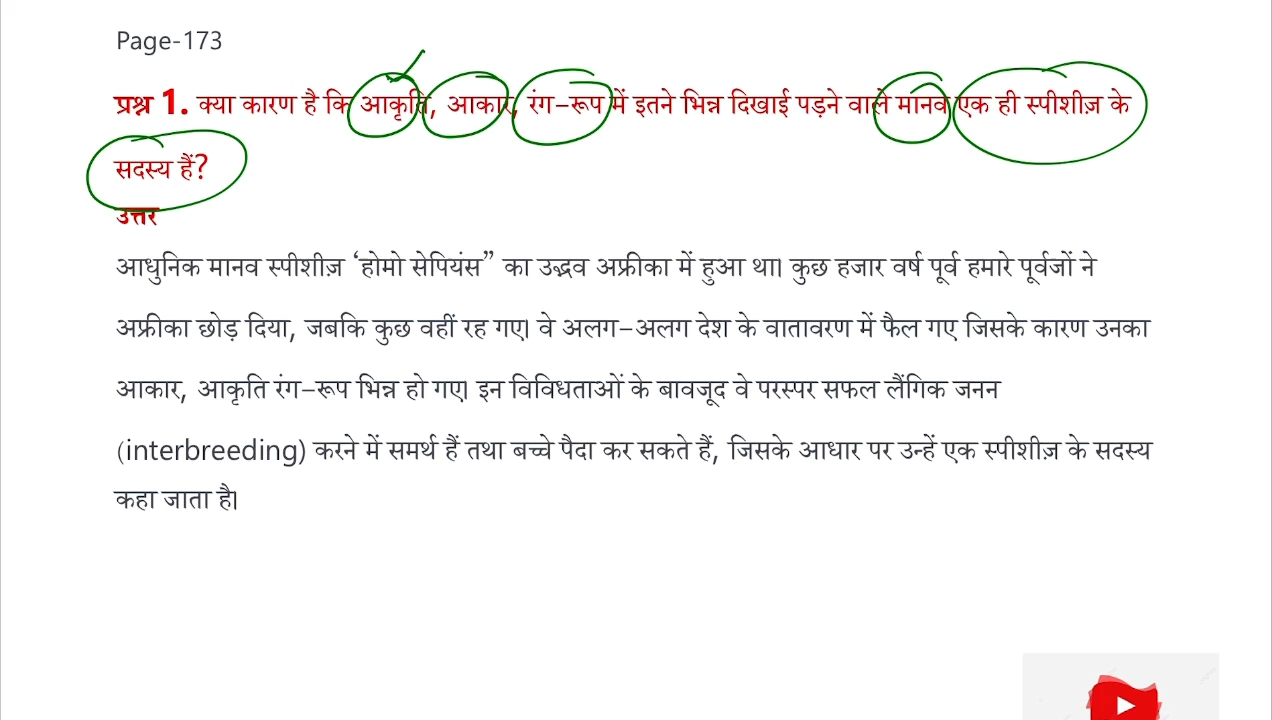 Page-173
प्रश्न 1. क्या कारण है कि आकृति, आकार, रंग-रूप में इतने भिन्न दिखाई पड़ने वाले मानव एक ही स्पीशीज़ के
सदस्य हैं?
उत्तर
आधुनिक मानव स्पीशीज़ ‘होमो सेपियंस” का उद्भव अफ्रीका में हुआ था। कुछ हजार वर्ष पूर्व हमारे पूर्वजों ने
अफ्रीका छोड़ दिया, जबकि कुछ वहीं रह गए। वे अलग-अलग देश के वातावरण में फैल गए जिसके कारण उनका
आकार, आकृति रंग-रूप भिन्न हो गए। इन विविधताओं के बावजूद वे परस्पर सफल लैंगिक जनन
(interbreeding) करने में समर्थ हैं तथा बच्चे पैदा कर सकते हैं, जिसके आधार पर उन्हें एक स्पीशीज़ के सदस्य
कहा जाता है।